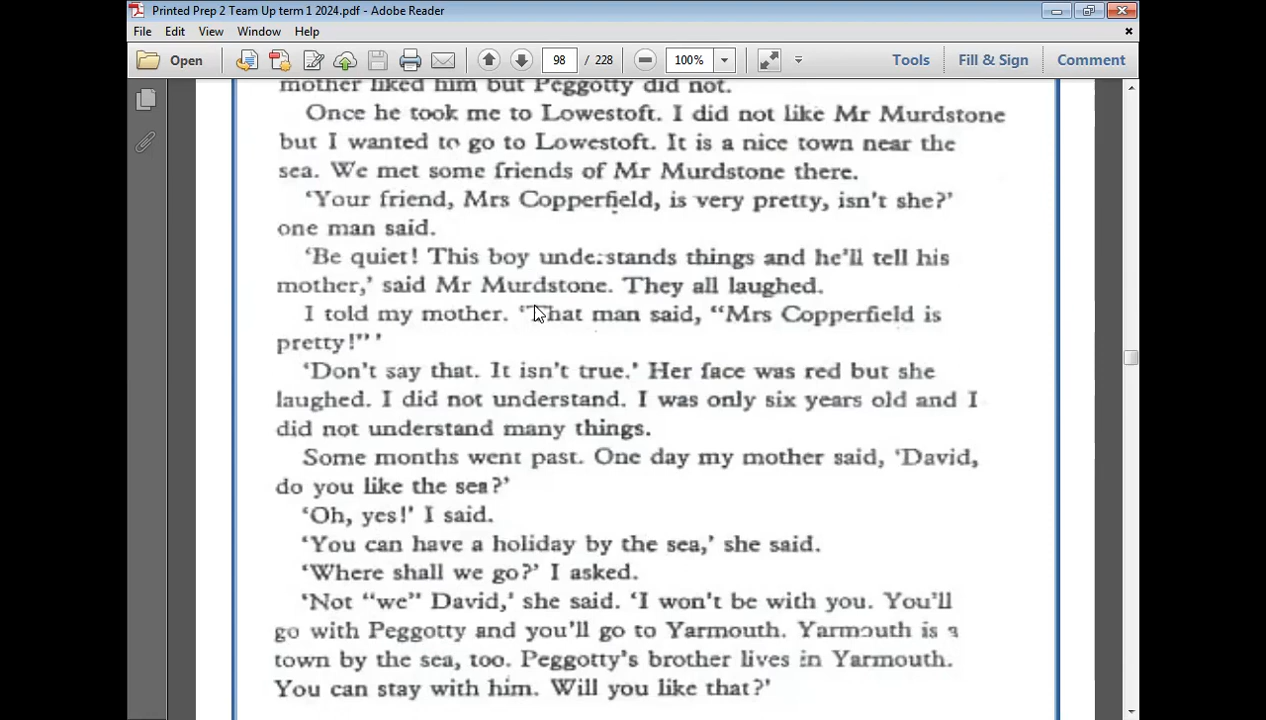 Printed Prep 2 Team Up term 1 2024.pdf - Adobe Reader
File Edit View Window Help
Open 98 / 228 100% Tools Fill & Sign Comment
mother liked him but Peggotty did not.
Once he took me to Lowestoft. I did not like Mr Murdstone
but I wanted to go to Lowestoft. It is a nice town near the
sea. We met some friends of Mr Murdstone there.
'Your friend, Mrs Copperfield, is very pretty, isn't she?'
one man said.
'Be quiet! This boy understands things and he'll tell his
mother,' said Mr Murdstone. They all laughed.
I told my mother. 'That man said, "Mrs Copperfield is
pretty!" '
'Don't say that. It isn't true.' Her face was red but she
laughed. I did not understand. I was only six years old and I
did not understand many things.
Some months went past. One day my mother said, 'David,
do you like the sea?'
'Oh, yes!' I said.
'You can have a holiday by the sea,' she said.
'Where shall we go?' I asked.
'Not "we" David,' she said. 'I won't be with you. You'll
go with Peggotty and you'll go to Yarmouth. Yarmouth is a
town by the sea, too. Peggotty's brother lives in Yarmouth.
You can stay with him. Will you like that?'